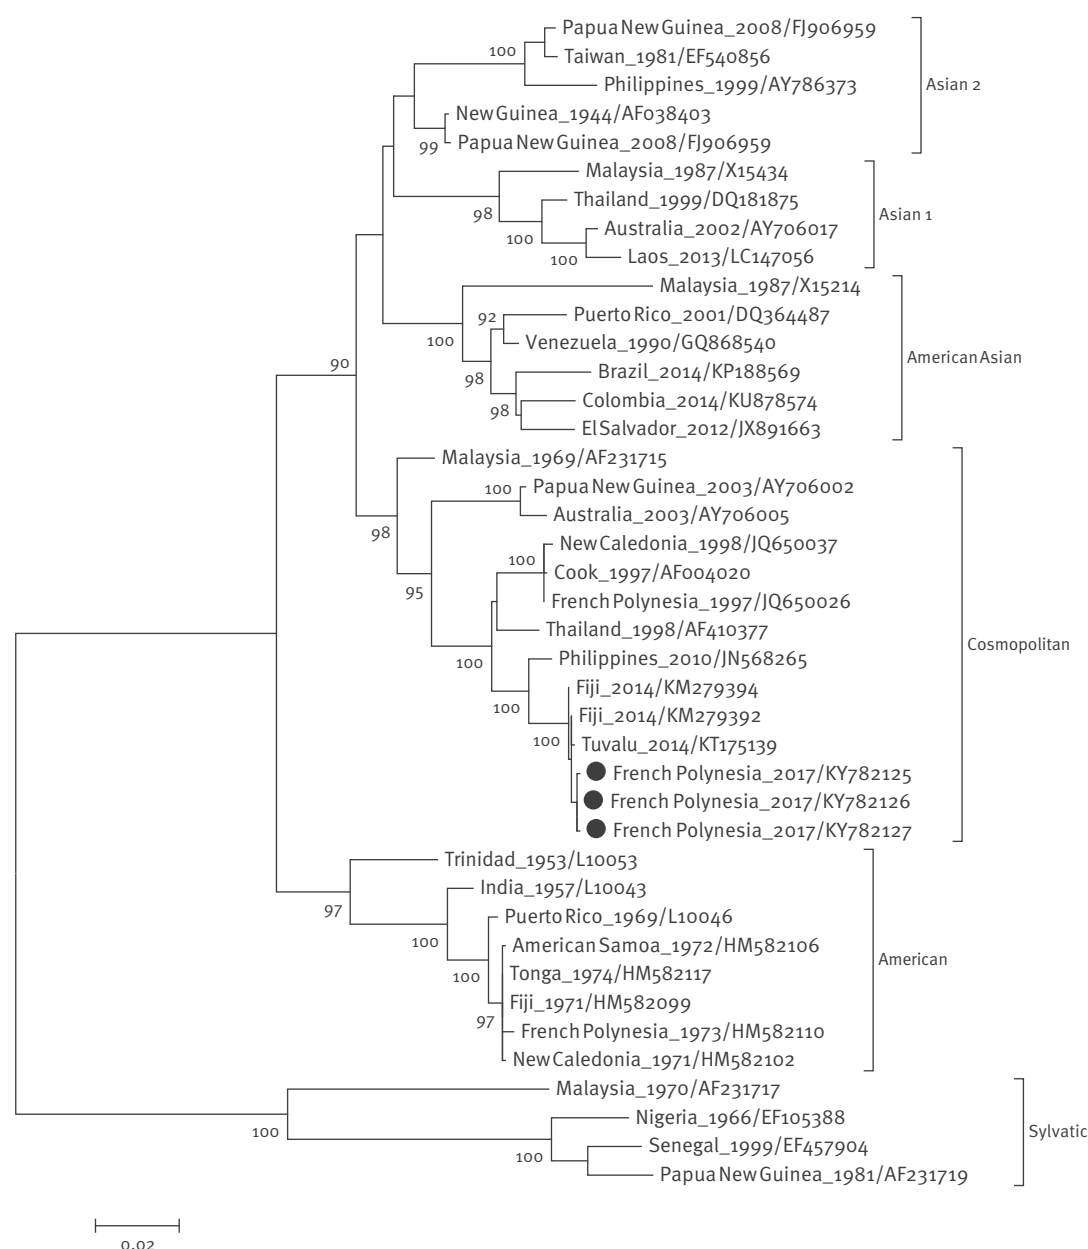 Papua New Guinea_2008/FJ906959
100
Taiwan_1981/EF540856
Philippines_1999/AY786373
Asian 2
New Guinea_1944/AF038403
99
Papua New Guinea_2008/FJ906959
Malaysia_1987/X15434
Thailand_1999/DQ181875
98
Asian 1
Australia_2002/AY706017
100
Laos_2013/LC147056
100
Malaysia_1987/X15214
92
Puerto Rico_2001/DQ364487
100
Venezuela_1990/GQ868540
American Asian
90
Brazil_2014/KP188569
98
Colombia_2014/KU878574
98
El Salvador_2012/JX891663
Malaysia_1969/AF231715
100
Papua New Guinea_2003/AY706002
Australia_2003/AY706005
98
New Caledonia_1998/JQ650037
100
Cook_1997/AF004020
95
French Polynesia_1997/JQ650026
Thailand_1998/AF410377
Cosmopolitan
100
Philippines_2010/JN568265
Fiji_2014/KM279394
100
Fiji_2014/KM279392
100
Tuvalu_2014/KT175139
French Polynesia_2017/KY782125
French Polynesia_2017/KY782126
French Polynesia_2017/KY782127
Trinidad_1953/L10053
India_1957/L10043
97
Puerto Rico_1969/L10046
100
American Samoa_1972/HM582106
American
100
Tonga_1974/HM582117
Fiji_1971/HM582099
97
French Polynesia_1973/HM582110
New Caledonia_1971/HM582102
Malaysia_1970/AF231717
Nigeria_1966/EF105388
100
Sylvatic
Senegal_1999/EF457904
100
Papua New Guinea_1981/AF231719
0.02